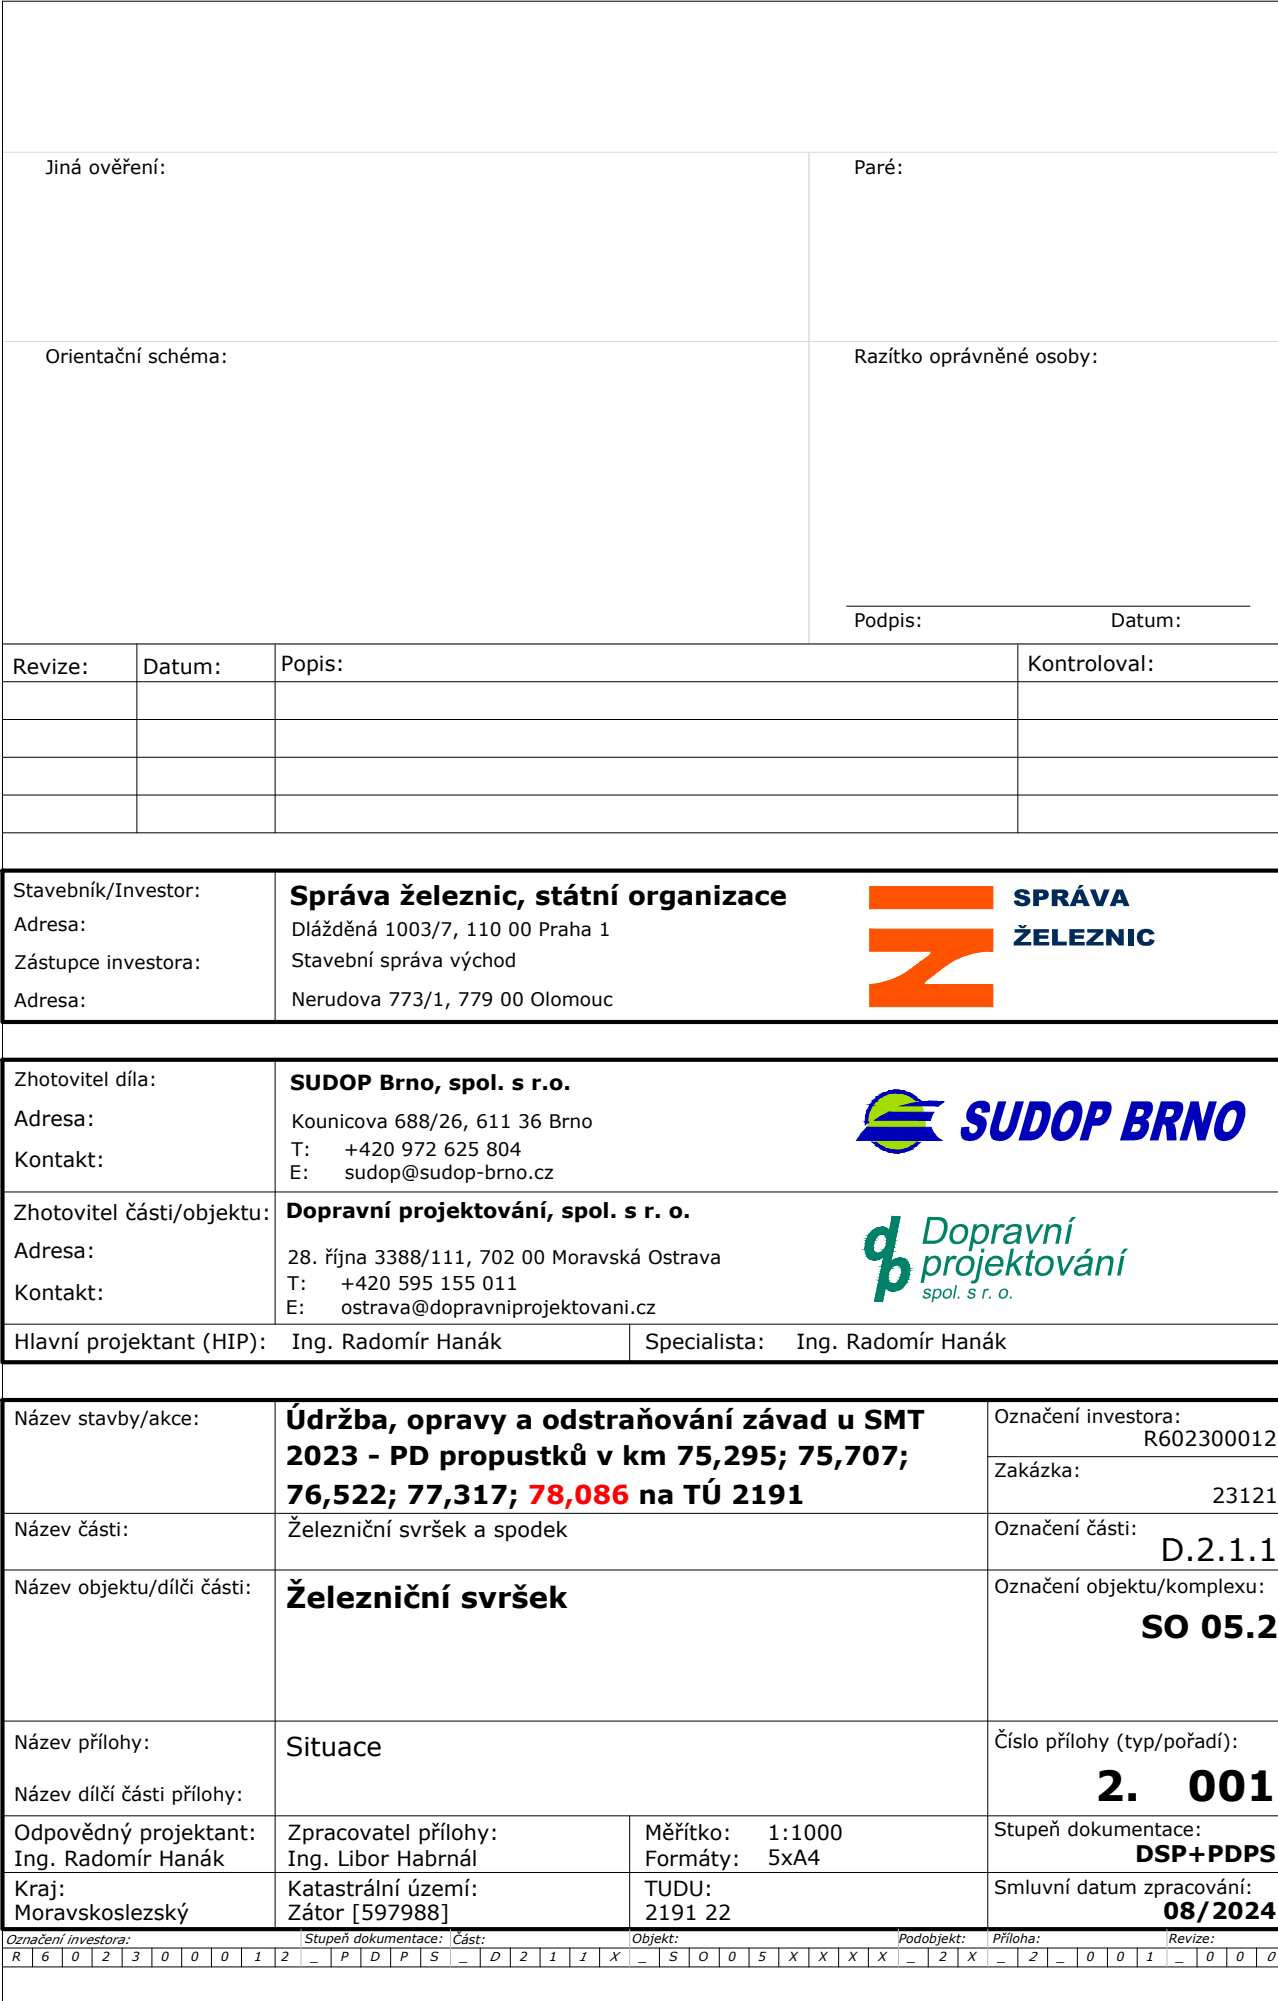 Jiná ověření:
Paré:
Orientační schéma:
Razítko oprávněné osoby:
Podpis: Datum:
Revize: Datum: Popis: Kontroloval:
Stavebník/Investor: Správa železnic, státní organizace
Adresa: Dlážděná 1003/7, 110 00 Praha 1
Zástupce investora: Stavební správa východ
Adresa: Nerudova 773/1, 779 00 Olomouc
SPRÁVA
ŽELEZNIC
Zhotovitel díla: SUDOP Brno, spol. s r.o.
Adresa: Kounicova 688/26, 611 36 Brno
Kontakt: T: +420 972 625 804
E: sudop@sudop-brno.cz
SUDOP BRNO
Zhotovitel části/objektu: Dopravní projektování, spol. s r. o.
Adresa: 28. října 3388/111, 702 00 Moravská Ostrava
Kontakt: T: +420 595 155 011
E: ostrava@dopravniprojektovani.cz
dp Dopravní
projektování
spol. s r. o.
Hlavní projektant (HIP): Ing. Radomír Hanák Specialista: Ing. Radomír Hanák
Název stavby/akce: Údržba, opravy a odstraňování závad u SMT
2023 - PD propustků v km 75,295; 75,707;
76,522; 77,317; 78,086 na TÚ 2191
Označení investora:
R602300012
Zakázka:
23121
Název části: Železniční svršek a spodek
Označení části:
D.2.1.1
Název objektu/dílči části: Železniční svršek
Označení objektu/komplexu:
SO 05.2
Název přílohy: Situace
Název dílčí části přílohy:
Číslo přílohy (typ/pořadí):
2. 001
Odpovědný projektant: Zpracovatel přílohy: Měřítko: 1:1000
Ing. Radomír Hanák Ing. Libor Habrnál Formáty: 5xA4
Stupeň dokumentace:
DSP+PDPS
Kraj: Katastrální území: TUDU:
Moravskoslezský Zátor [597988] 2191 22
Smluvní datum zpracování:
08/2024
Označení investora: Stupeň dokumentace: Část: Objekt: Podobjekt: Příloha: Revize:
R 6 0 2 3 0 0 0 1 2 _ P D P S _ D 2 1 1 X _ S O 0 5 X X X X _ 2 X _ 2 _ 0 0 1 _ 0 0 0